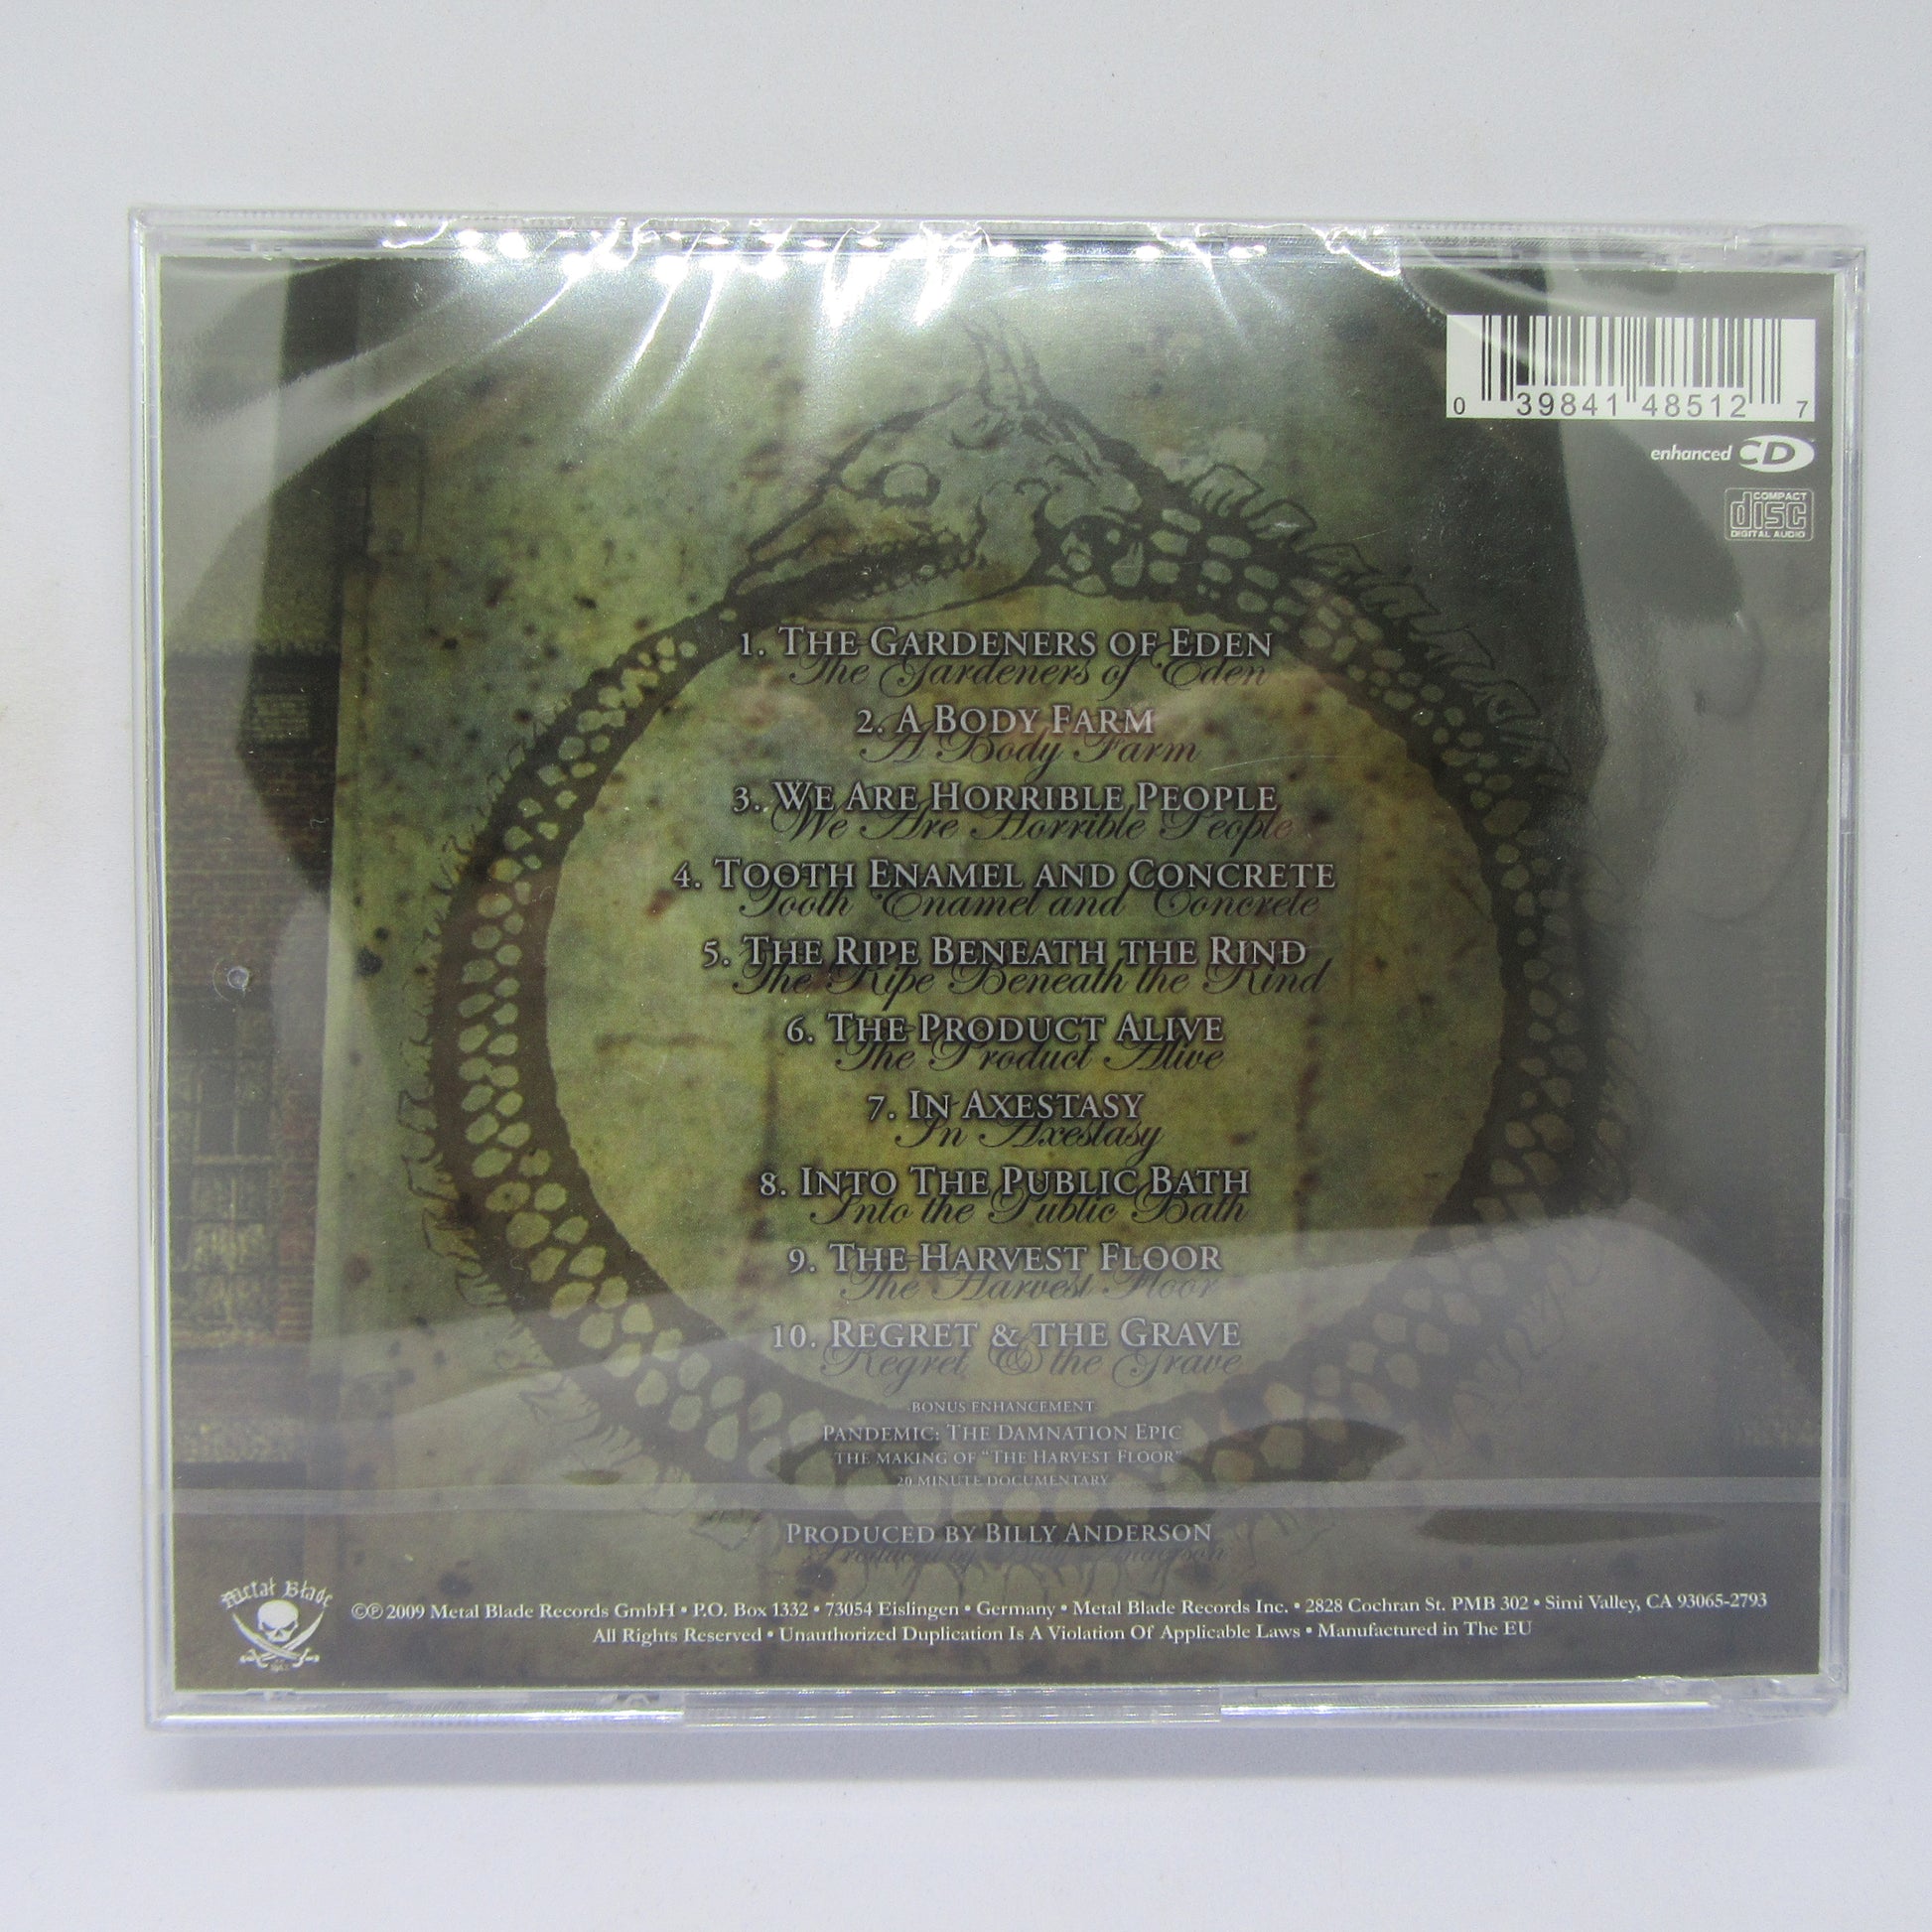 0 39841 48512 7
enhanced CD
COMPACT
disc
DIGITAL AUDIO
1. THE GARDENERS OF EDEN
The Gardeners of Eden
2. A BODY FARM
A Body Farm
3. WE ARE HORRIBLE PEOPLE
We Are Horrible People
4. TOOTH ENAMEL AND CONCRETE
Tooth Enamel and Concrete
5. THE RIPE BENEATH THE RIND
The Ripe Beneath the Rind
6. THE PRODUCT ALIVE
The Product Alive
7. IN AXESTASY
In Axestasy
8. INTO THE PUBLIC BATH
Into the Public Bath
9. THE HARVEST FLOOR
The Harvest Floor
10. REGRET & THE GRAVE
Regret & the Grave
BONUS ENHANCEMENT
PANDEMIC: THE DAMNATION EPIC
THE MAKING OF "THE HARVEST FLOOR"
20 MINUTE DOCUMENTARY
PRODUCED BY BILLY ANDERSON
Produced by Billy Anderson
Metal Blade
©℗ 2009 Metal Blade Records GmbH • P.O. Box 1332 • 73054 Eislingen • Germany • Metal Blade Records Inc. • 2828 Cochran St. PMB 302 • Simi Valley, CA 93065-2793
All Rights Reserved • Unauthorized Duplication Is A Violation Of Applicable Laws • Manufactured in The EU